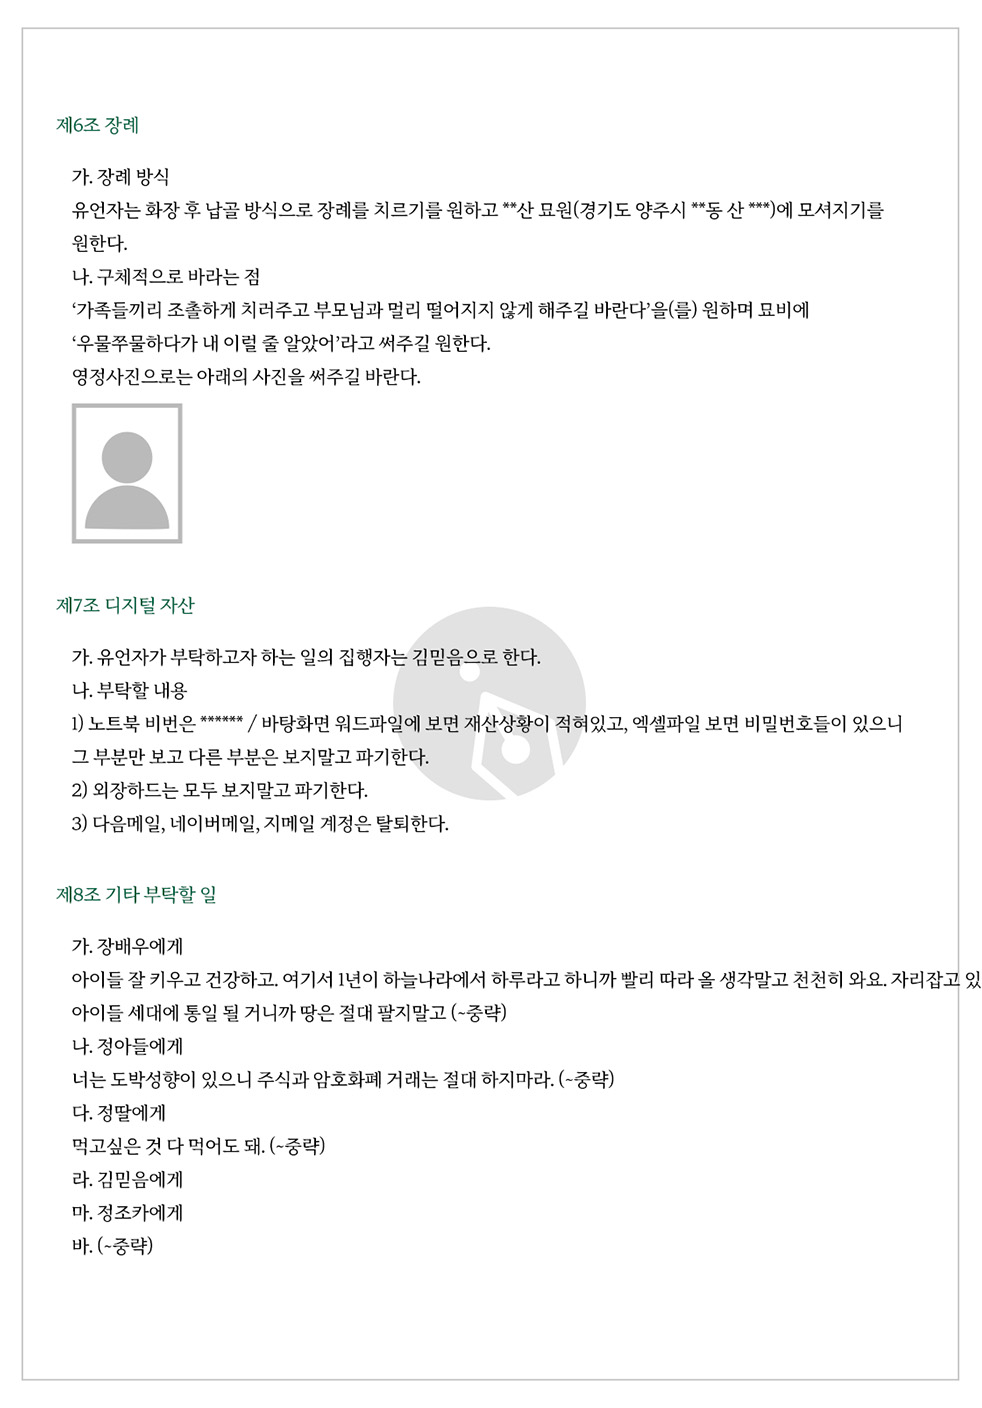 제6조 장례
가. 장례 방식
유언자는 화장 후 납골 방식으로 장례를 치르기를 원하고 **산 묘원(경기도 양주시 **동 산 ***)에 모셔지기를
원한다.
나. 구체적으로 바라는 점
‘가족들끼리 조촐하게 치러주고 부모님과 멀리 떨어지지 않게 해주길 바란다’을(를) 원하며 묘비에
‘우물쭈물하다가 내 이럴 줄 알았어’라고 써주길 원한다.
영정사진으로는 아래의 사진을 써주길 바란다.
제7조 디지털 자산
가. 유언자가 부탁하고자 하는 일의 집행자는 김믿음으로 한다.
나. 부탁할 내용
1) 노트북 비번은 ****** / 바탕화면 워드파일에 보면 재산상황이 적혀있고, 엑셀파일 보면 비밀번호들이 있으니
그 부분만 보고 다른 부분은 보지말고 파기한다.
2) 외장하드는 모두 보지말고 파기한다.
3) 다음메일, 네이버메일, 지메일 계정은 탈퇴한다.
제8조 기타 부탁할 일
가. 장배우에게
아이들 잘 키우고 건강하고. 여기서 1년이 하늘나라에서 하루라고 하니까 빨리 따라 올 생각말고 천천히 와요. 자리잡고 있
아이들 세대에 통일 될 거니까 땅은 절대 팔지말고 (~중략)
나. 정아들에게
너는 도박성향이 있으니 주식과 암호화폐 거래는 절대 하지마라. (~중략)
다. 정딸에게
먹고싶은 것 다 먹어도 돼. (~중략)
라. 김믿음에게
마. 정조카에게
바. (~중략)